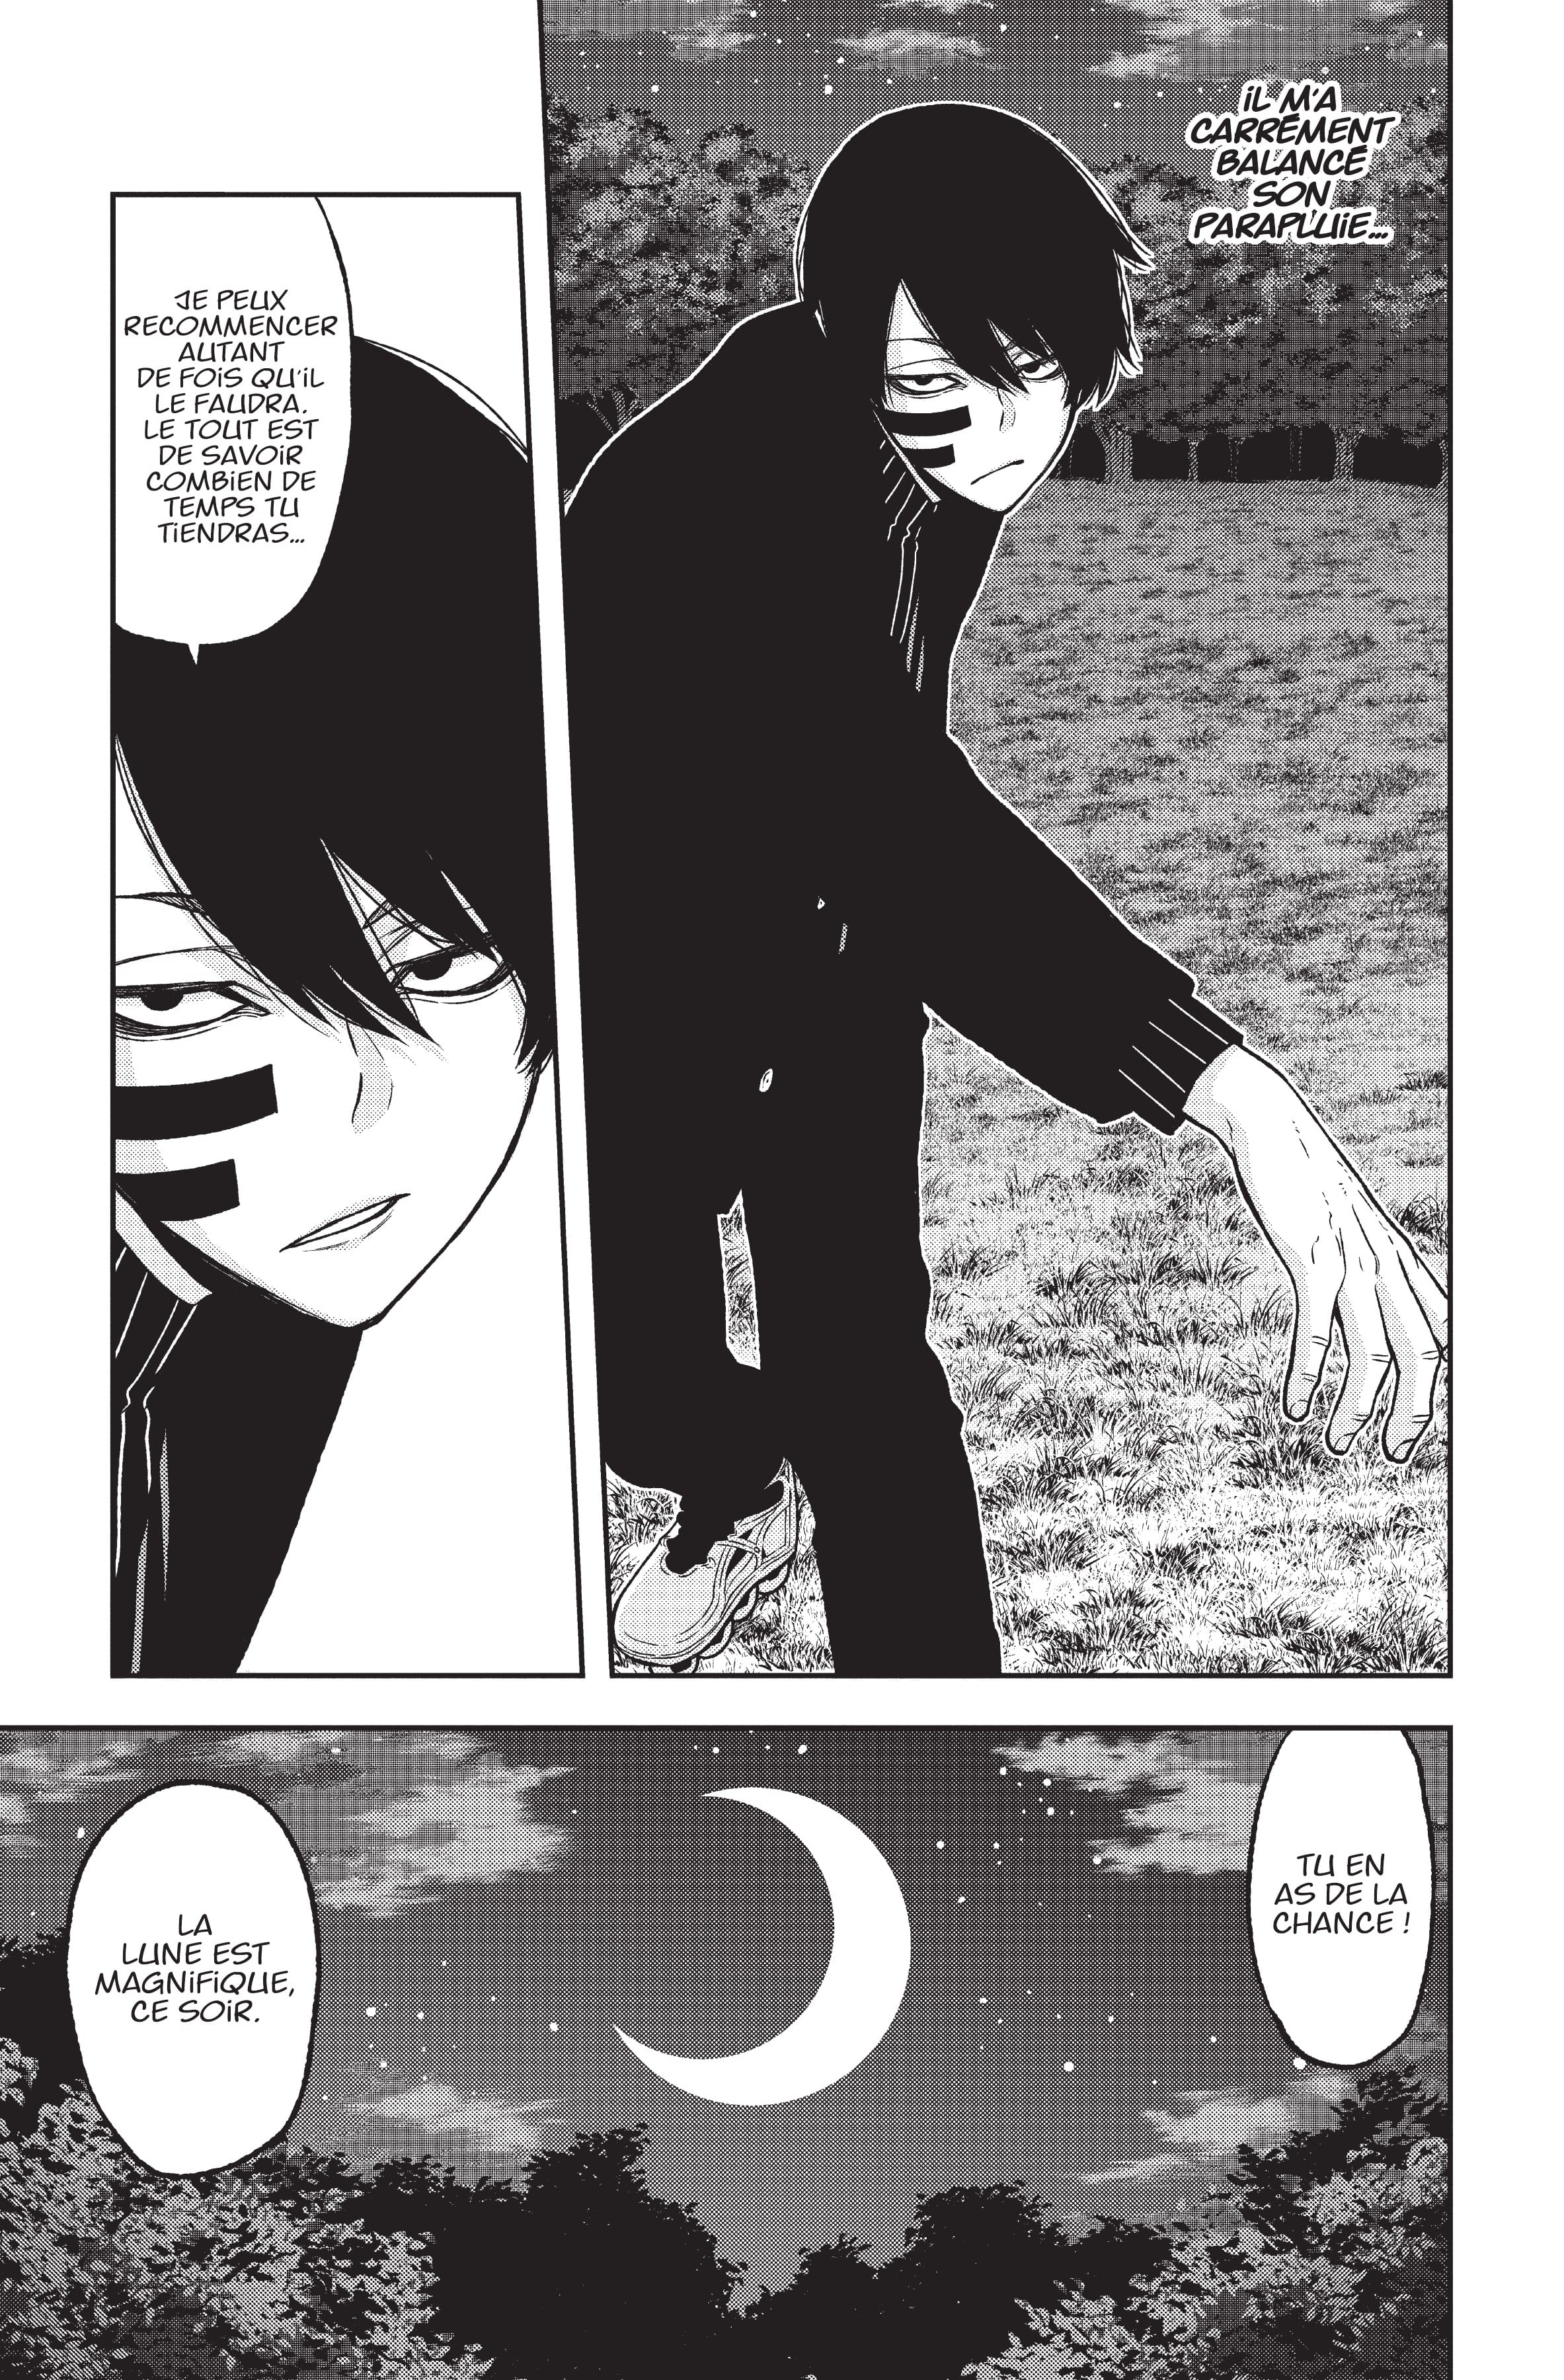 IL M'A
CARRÉMENT
BALANCÉ
SON
PARAPLUIE...
JE PEUX
RECOMMENCER
AUTANT
DE FOIS QU'IL
LE FAUDRA.
LE TOUT EST
DE SAVOIR
COMBIEN DE
TEMPS TU
TIENDRAS...
TU EN
AS DE LA
CHANCE !
LA
LUNE EST
MAGNIFIQUE,
CE SOIR.